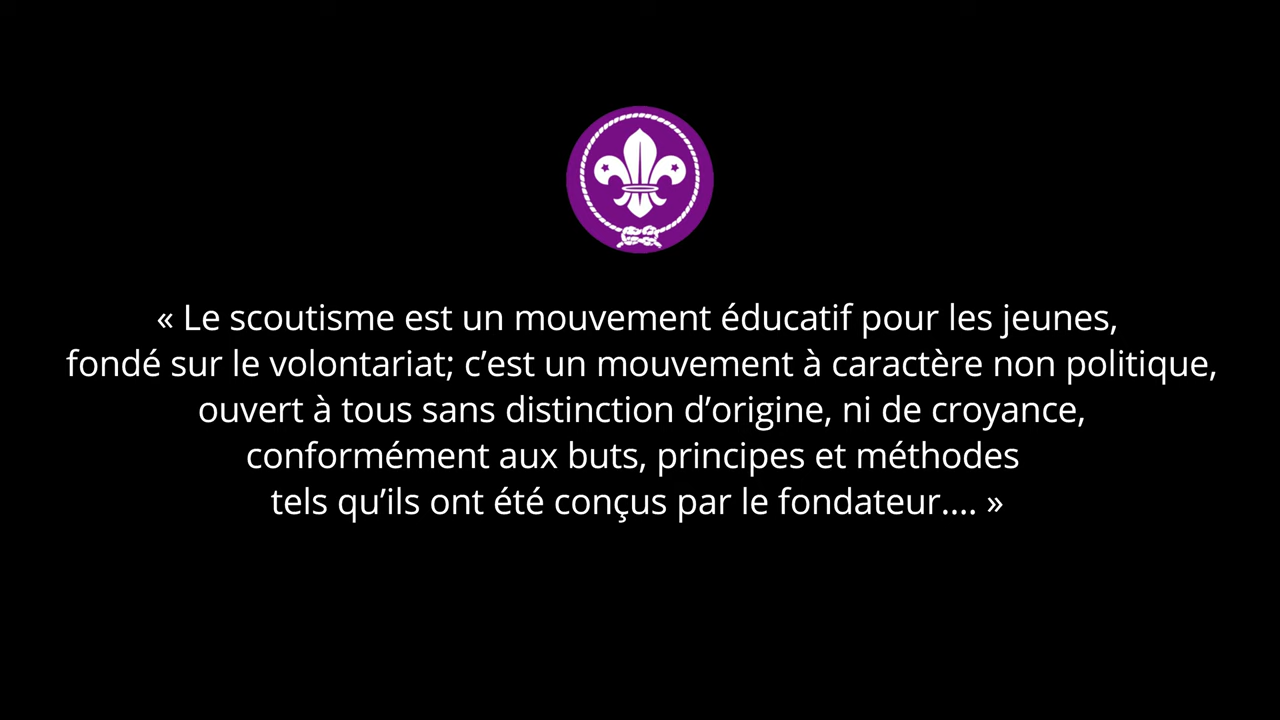 « Le scoutisme est un mouvement éducatif pour les jeunes,
fondé sur le volontariat; c’est un mouvement à caractère non politique,
ouvert à tous sans distinction d’origine, ni de croyance,
conformément aux buts, principes et méthodes
tels qu’ils ont été conçus par le fondateur.... »